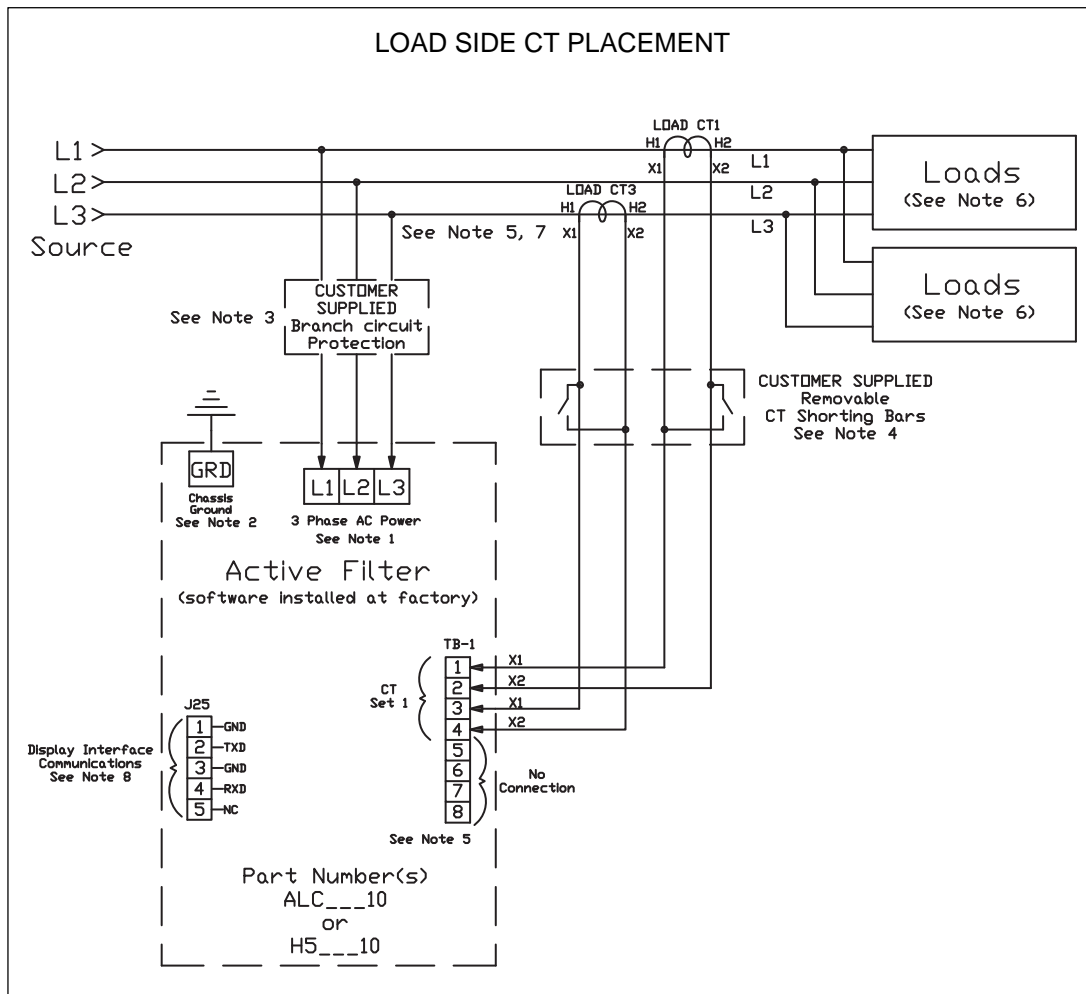 LOAD SIDE CT PLACEMENT
LOAD CT1
H1 H2
X1 X2
L1
L2
L3
Source
L1
L2
L3
LOAD CT3
H1 H2
X1 X2
See Note 5, 7
Loads
(See Note 6)
Loads
(See Note 6)
See Note 3
CUSTOMER
SUPPLIED
Branch circuit
Protection
CUSTOMER SUPPLIED
Removable
CT Shorting Bars
See Note 4
GRD
Chassis
Ground
See Note 2
L1 L2 L3
3 Phase AC Power
See Note 1
Active Filter
(software installed at factory)
TB-1
CT
Set 1
1 X1
2 X2
3 X1
4 X2
5
6
7
8
No
Connection
See Note 5
J25
1 GND
2 TXD
3 GND
4 RXD
5 NC
Display Interface
Communications
See Note 8
Part Number(s)
ALC___10
or
H5___10